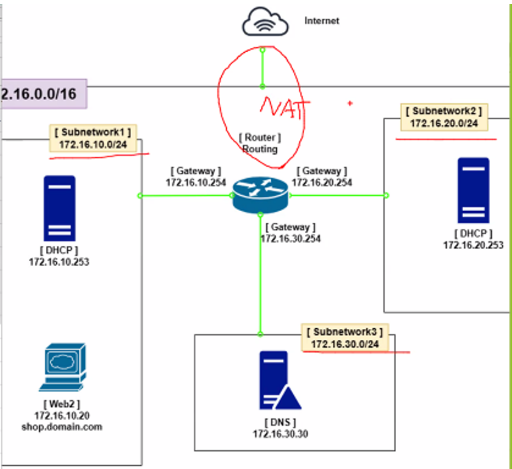 Internet
2.16.0.0/16
NAT
[ Subnetwork1 ]
172.16.10.0/24
[ Subnetwork2 ]
172.16.20.0/24
[ Router ]
Routing
[ Gateway ]
172.16.10.254
[ Gateway ]
172.16.20.254
[ Gateway ]
172.16.30.254
[ DHCP ]
172.16.10.253
[ DHCP ]
172.16.20.253
[ Subnetwork3 ]
172.16.30.0/24
[ Web2 ]
172.16.10.20
shop.domain.com
[ DNS ]
172.16.30.30